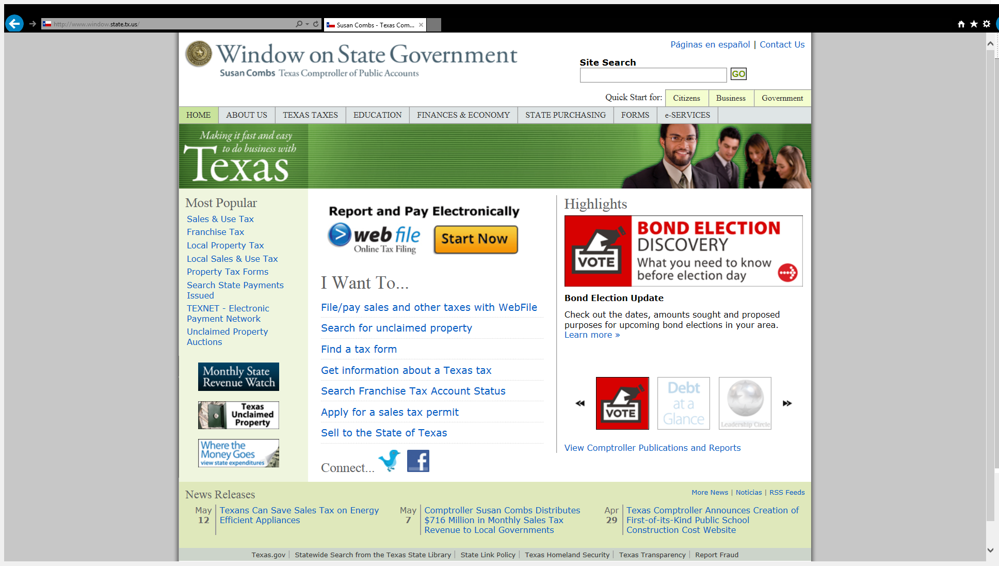 http://www.window.state.tx.us/
Susan Combs - Texas Com...
Window on State Government
Susan Combs Texas Comptroller of Public Accounts
Páginas en español | Contact Us
Site Search
GO
Quick Start for: Citizens Business Government
HOME ABOUT US TEXAS TAXES EDUCATION FINANCES & ECONOMY STATE PURCHASING FORMS e-SERVICES
Making it fast and easy
to do business with
Texas
Most Popular
Sales & Use Tax
Franchise Tax
Local Property Tax
Local Sales & Use Tax
Property Tax Forms
Search State Payments
Issued
TEXNET - Electronic
Payment Network
Unclaimed Property
Auctions
Monthly State
Revenue Watch
Texas
Unclaimed
Property
Where the
Money Goes
view state expenditures
Report and Pay Electronically
web file
Online Tax Filing
Start Now
I Want To...
File/pay sales and other taxes with WebFile
Search for unclaimed property
Find a tax form
Get information about a Texas tax
Search Franchise Tax Account Status
Apply for a sales tax permit
Sell to the State of Texas
Connect...
Highlights
VOTE
BOND ELECTION
DISCOVERY
What you need to know
before election day
Bond Election Update
Check out the dates, amounts sought and proposed
purposes for upcoming bond elections in your area.
Learn more »
VOTE
Debt
at a
Glance
Leadership Circle
View Comptroller Publications and Reports
News Releases
More News | Noticias | RSS Feeds
May
12
Texans Can Save Sales Tax on Energy
Efficient Appliances
May
7
Comptroller Susan Combs Distributes
$716 Million in Monthly Sales Tax
Revenue to Local Governments
Apr
29
Texas Comptroller Announces Creation of
First-of-its-Kind Public School
Construction Cost Website
Texas.gov | Statewide Search from the Texas State Library | State Link Policy | Texas Homeland Security | Texas Transparency | Report Fraud